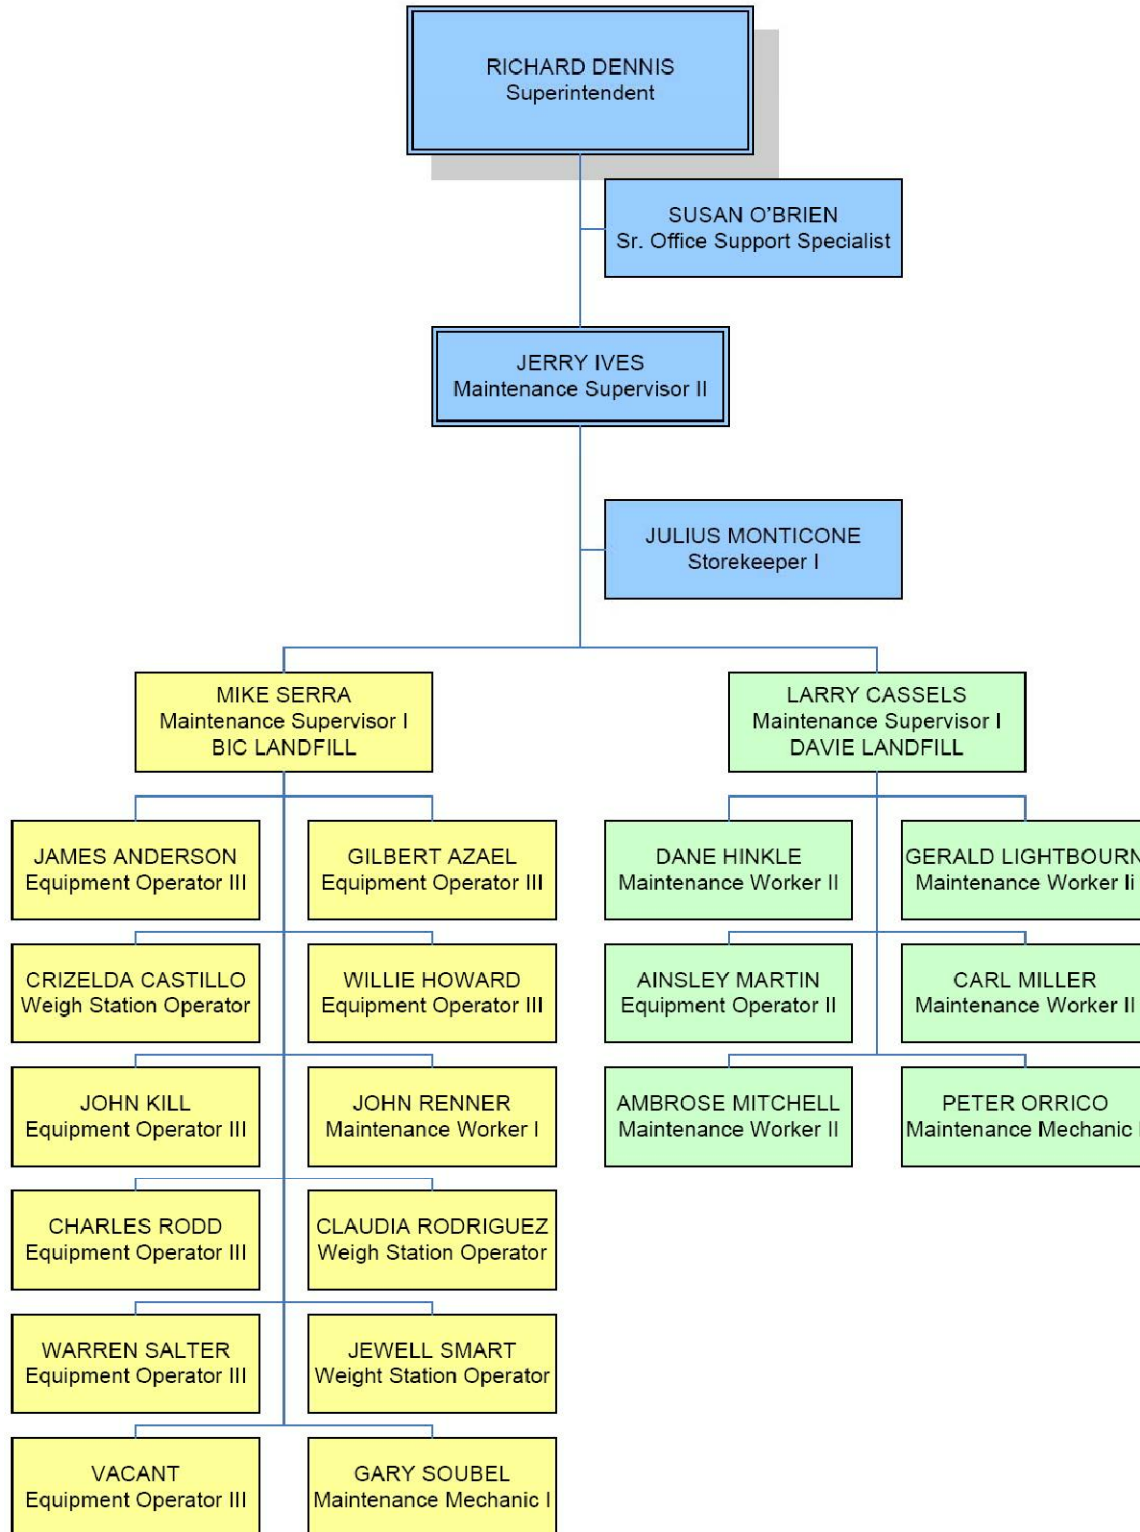 RICHARD DENNIS
Superintendent
SUSAN O'BRIEN
Sr. Office Support Specialist
JERRY IVES
Maintenance Supervisor II
JULIUS MONTICONE
Storekeeper I
MIKE SERRA
Maintenance Supervisor I
BIC LANDFILL
LARRY CASSELS
Maintenance Supervisor I
DAVIE LANDFILL
JAMES ANDERSON
Equipment Operator III
GILBERT AZAEL
Equipment Operator III
DANE HINKLE
Maintenance Worker II
GERALD LIGHTBOURN
Maintenance Worker Ii
CRIZELDA CASTILLO
Weigh Station Operator
WILLIE HOWARD
Equipment Operator III
AINSLEY MARTIN
Equipment Operator II
CARL MILLER
Maintenance Worker II
JOHN KILL
Equipment Operator III
JOHN RENNER
Maintenance Worker I
AMBROSE MITCHELL
Maintenance Worker II
PETER ORRICO
Maintenance Mechanic I
CHARLES RODD
Equipment Operator III
CLAUDIA RODRIGUEZ
Weigh Station Operator
WARREN SALTER
Equipment Operator III
JEWELL SMART
Weight Station Operator
VACANT
Equipment Operator III
GARY SOUBEL
Maintenance Mechanic I